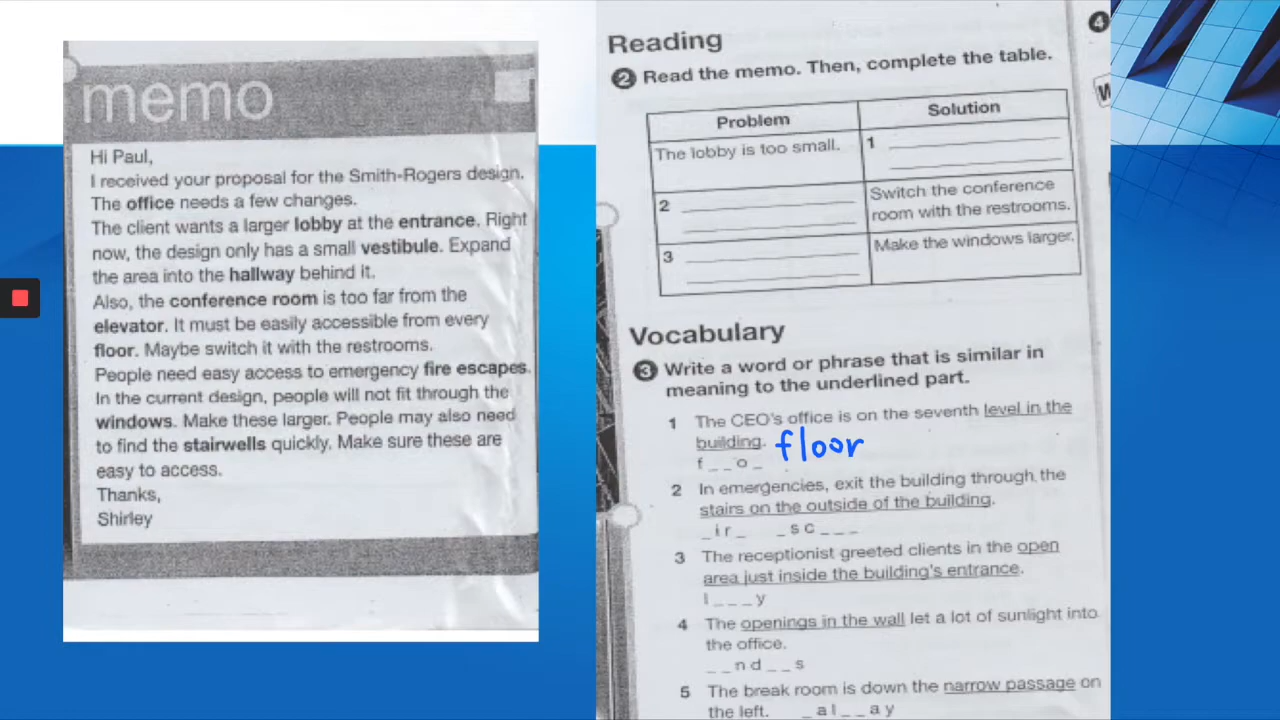 memo
Hi Paul,
I received your proposal for the Smith-Rogers design.
The office needs a few changes.
The client wants a larger lobby at the entrance. Right
now, the design only has a small vestibule. Expand
the area into the hallway behind it.
Also, the conference room is too far from the
elevator. It must be easily accessible from every
floor. Maybe switch it with the restrooms.
People need easy access to emergency fire escapes.
In the current design, people will not fit through the
windows. Make these larger. People may also need
to find the stairwells quickly. Make sure these are
easy to access.
Thanks,
Shirley
Reading
2 Read the memo. Then, complete the table.
Problem Solution
The lobby is too small. 1 ____
____
2 ____ Switch the conference
____ room with the restrooms.
3 ____ Make the windows larger.
____
Vocabulary
3 Write a word or phrase that is similar in
meaning to the underlined part.
1 The CEO's office is on the seventh level in the
building. floor
f _ _ o _
2 In emergencies, exit the building through the
stairs on the outside of the building.
_ i r _ _ s c _ _ _
3 The receptionist greeted clients in the open
area just inside the building's entrance.
l _ _ _ y
4 The openings in the wall let a lot of sunlight into
the office.
_ _ n d _ _ s
5 The break room is down the narrow passage on
the left. _ a l _ _ a y
4